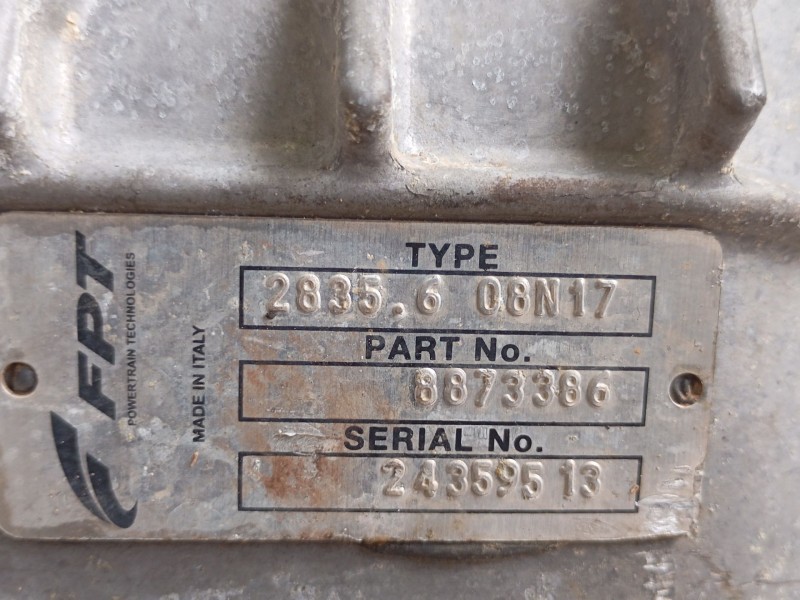 FPT
POWERTRAIN TECHNOLOGIES
MADE IN ITALY
TYPE
2835.6 08N17
PART No.
8873386
SERIAL No.
24359513